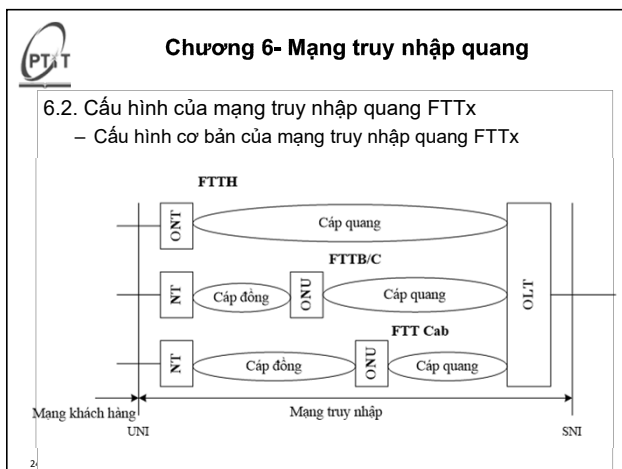 PTIT
Chương 6- Mạng truy nhập quang
6.2. Cấu hình của mạng truy nhập quang FTTx
– Cấu hình cơ bản của mạng truy nhập quang FTTx
FTTH
ONT
Cáp quang
OLT
FTTB/C
NT
Cáp đồng
ONU
Cáp quang
FTT Cab
NT
Cáp đồng
ONU
Cáp quang
Mạng khách hàng
Mạng truy nhập
UNI
SNI